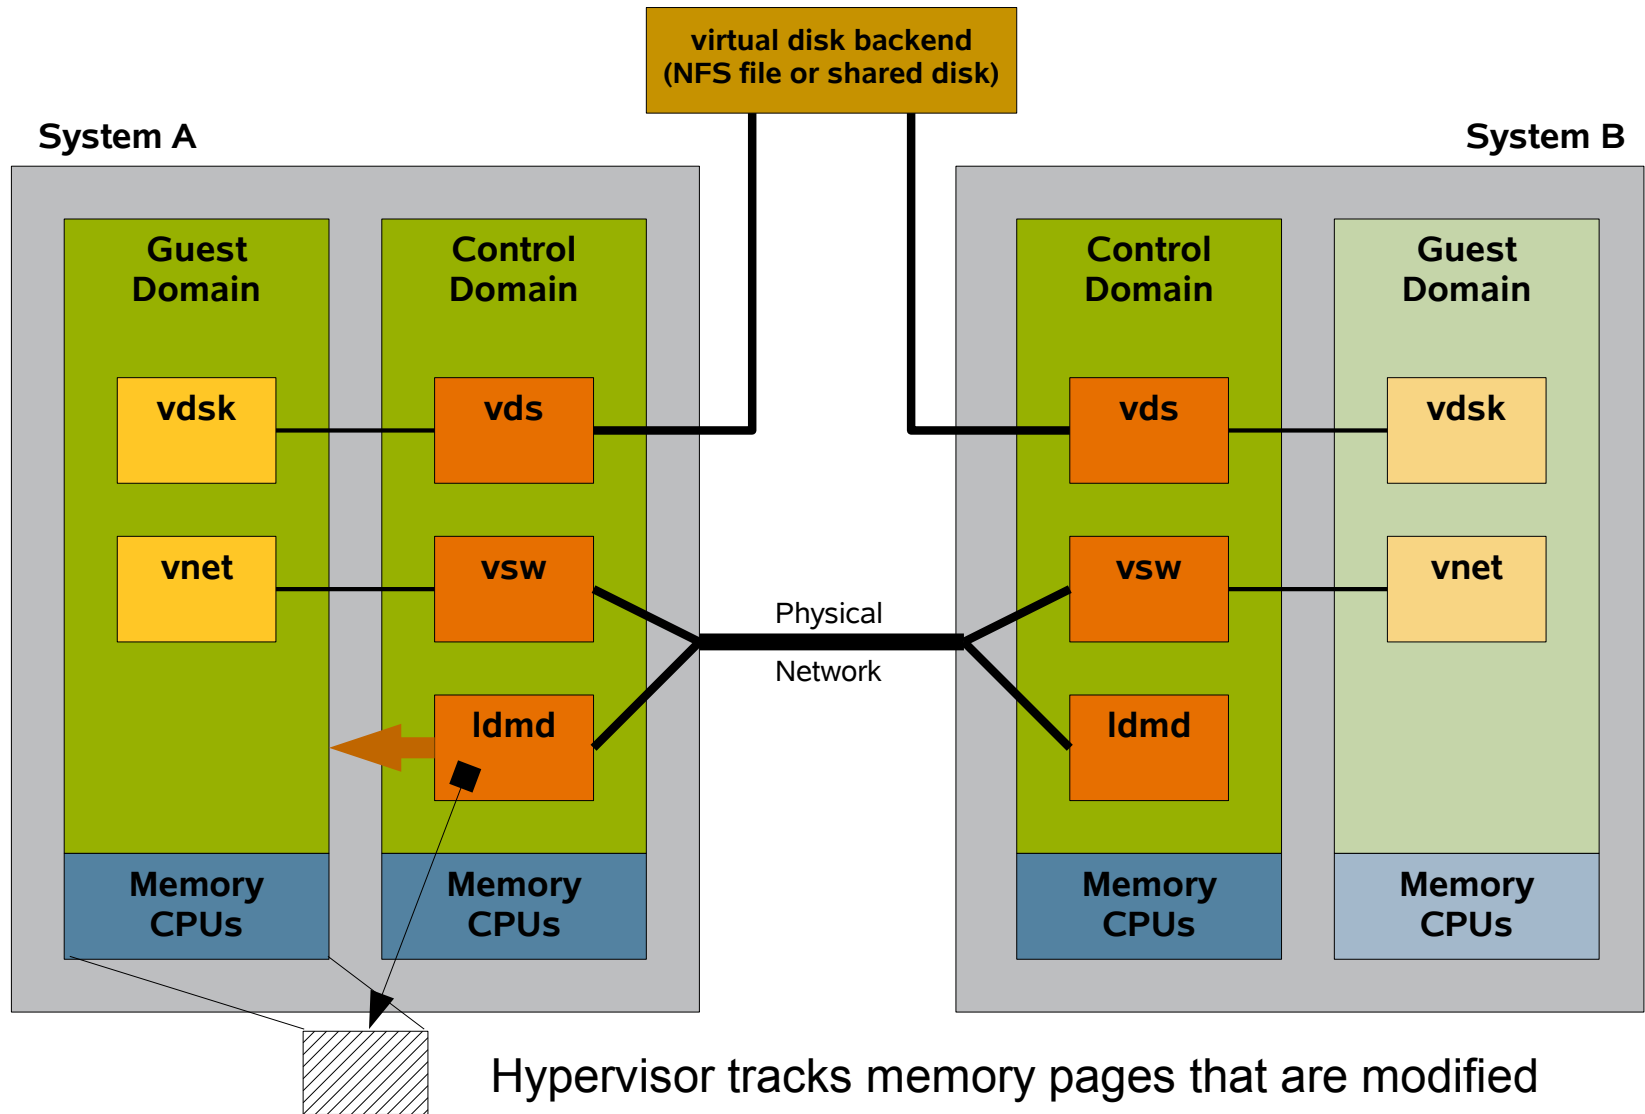 virtual disk backend
(NFS file or shared disk)
System A
System B
Guest
Domain
Control
Domain
Control
Domain
Guest
Domain
vdsk
vds
vds
vdsk
vnet
vsw
vsw
vnet
Physical
Network
ldmd
ldmd
Memory
CPUs
Memory
CPUs
Memory
CPUs
Memory
CPUs
Hypervisor tracks memory pages that are modified